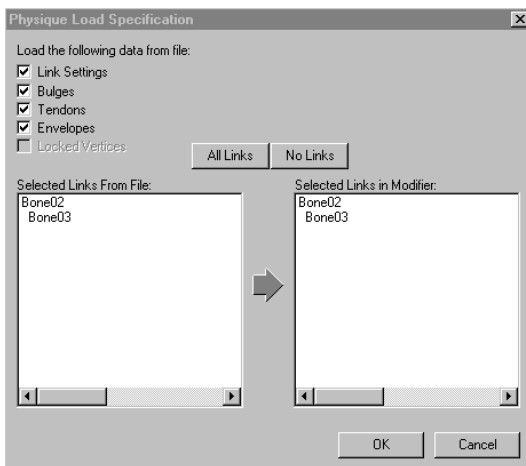 Physique Load Specification
Load the following data from file:
Link Settings
Bulges
Tendons
Envelopes
Locked Vertices
All Links
No Links
Selected Links From File:
Bone02
Bone03
Selected Links in Modifier:
Bone02
Bone03
OK
Cancel